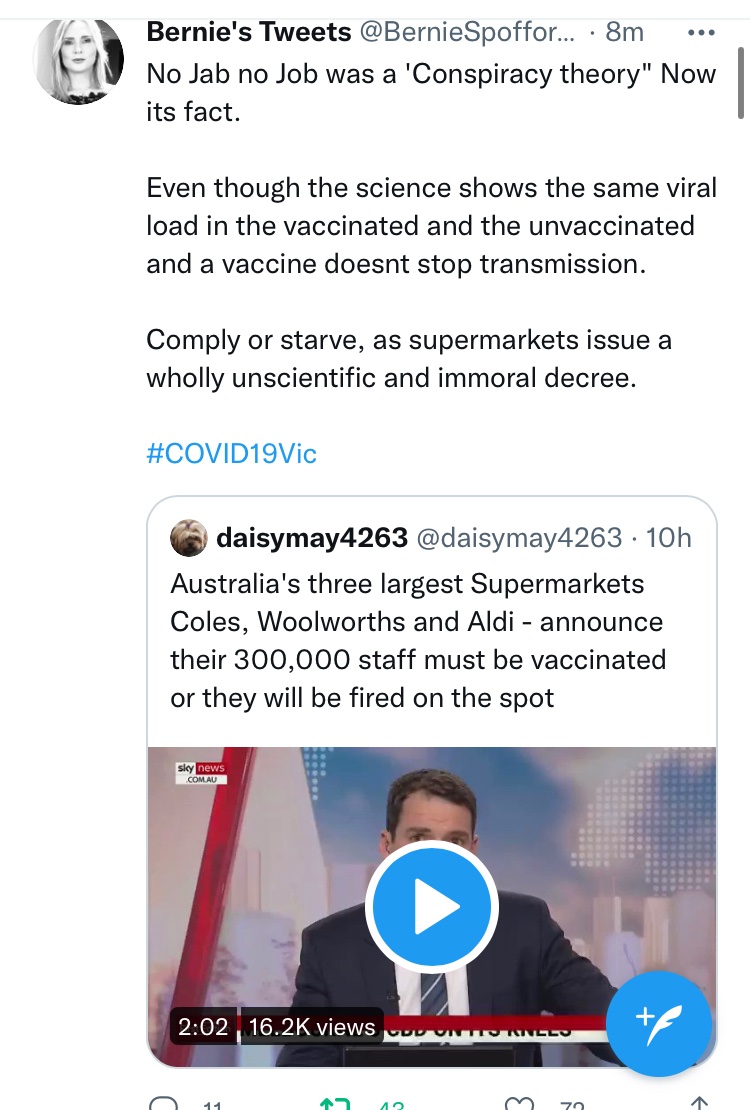 Bernie's Tweets @BernieSpoffor... · 8m
No Jab no Job was a 'Conspiracy theory" Now
its fact.
Even though the science shows the same viral
load in the vaccinated and the unvaccinated
and a vaccine doesnt stop transmission.
Comply or starve, as supermarkets issue a
wholly unscientific and immoral decree.
#COVID19Vic
daisymay4263 @daisymay4263 · 10h
Australia's three largest Supermarkets
Coles, Woolworths and Aldi - announce
their 300,000 staff must be vaccinated
or they will be fired on the spot
sky news
.COM.AU
2:02 16.2K views
CBD ON ITS KNEES
11 43 72